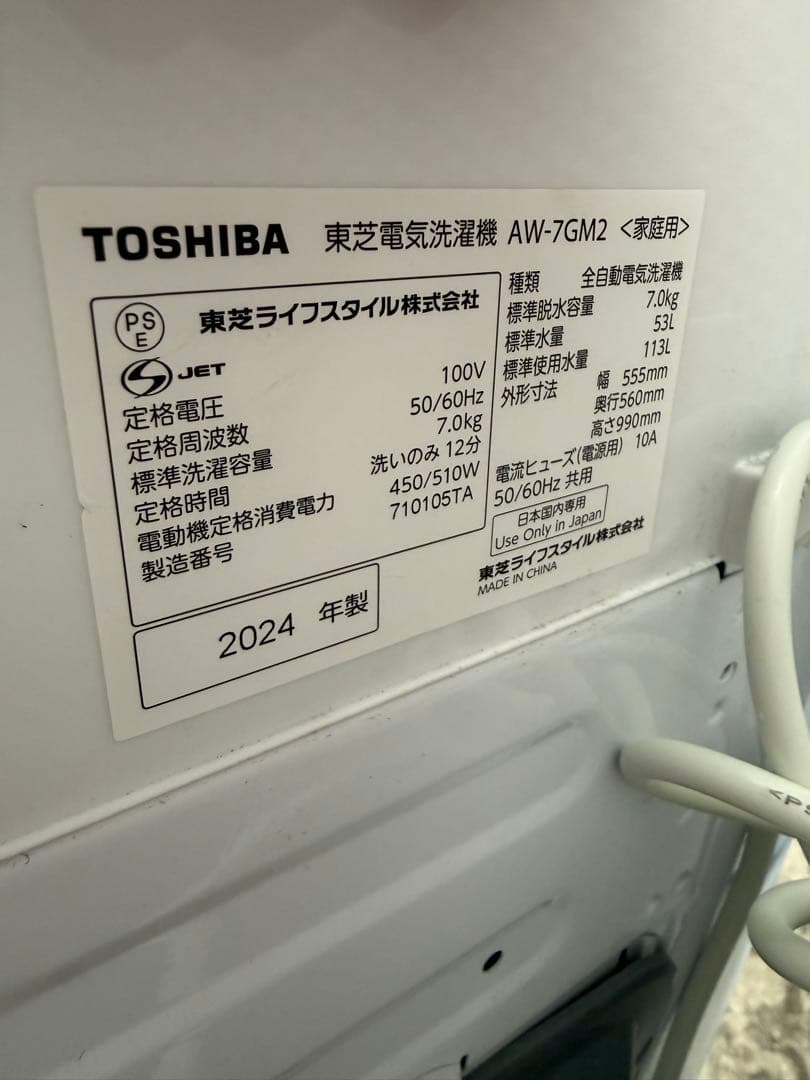 TOSHIBA 東芝電気洗濯機 AW-7GM2 <家庭用>
PS
E
東芝ライフスタイル株式会社
JET
定格電圧 100V
定格周波数 50/60Hz
標準洗濯容量 7.0kg
定格時間 洗いのみ 12分
電動機定格消費電力 450/510W
製造番号 710105TA
2024 年製
種類 全自動電気洗濯機
標準脱水容量 7.0kg
標準水量 53L
標準使用水量 113L
外形寸法 幅 555mm
奥行560mm
高さ990mm
電流ヒューズ(電源用) 10A
50/60Hz 共用
日本国内専用
Use Only in Japan
東芝ライフスタイル株式会社
MADE IN CHINA